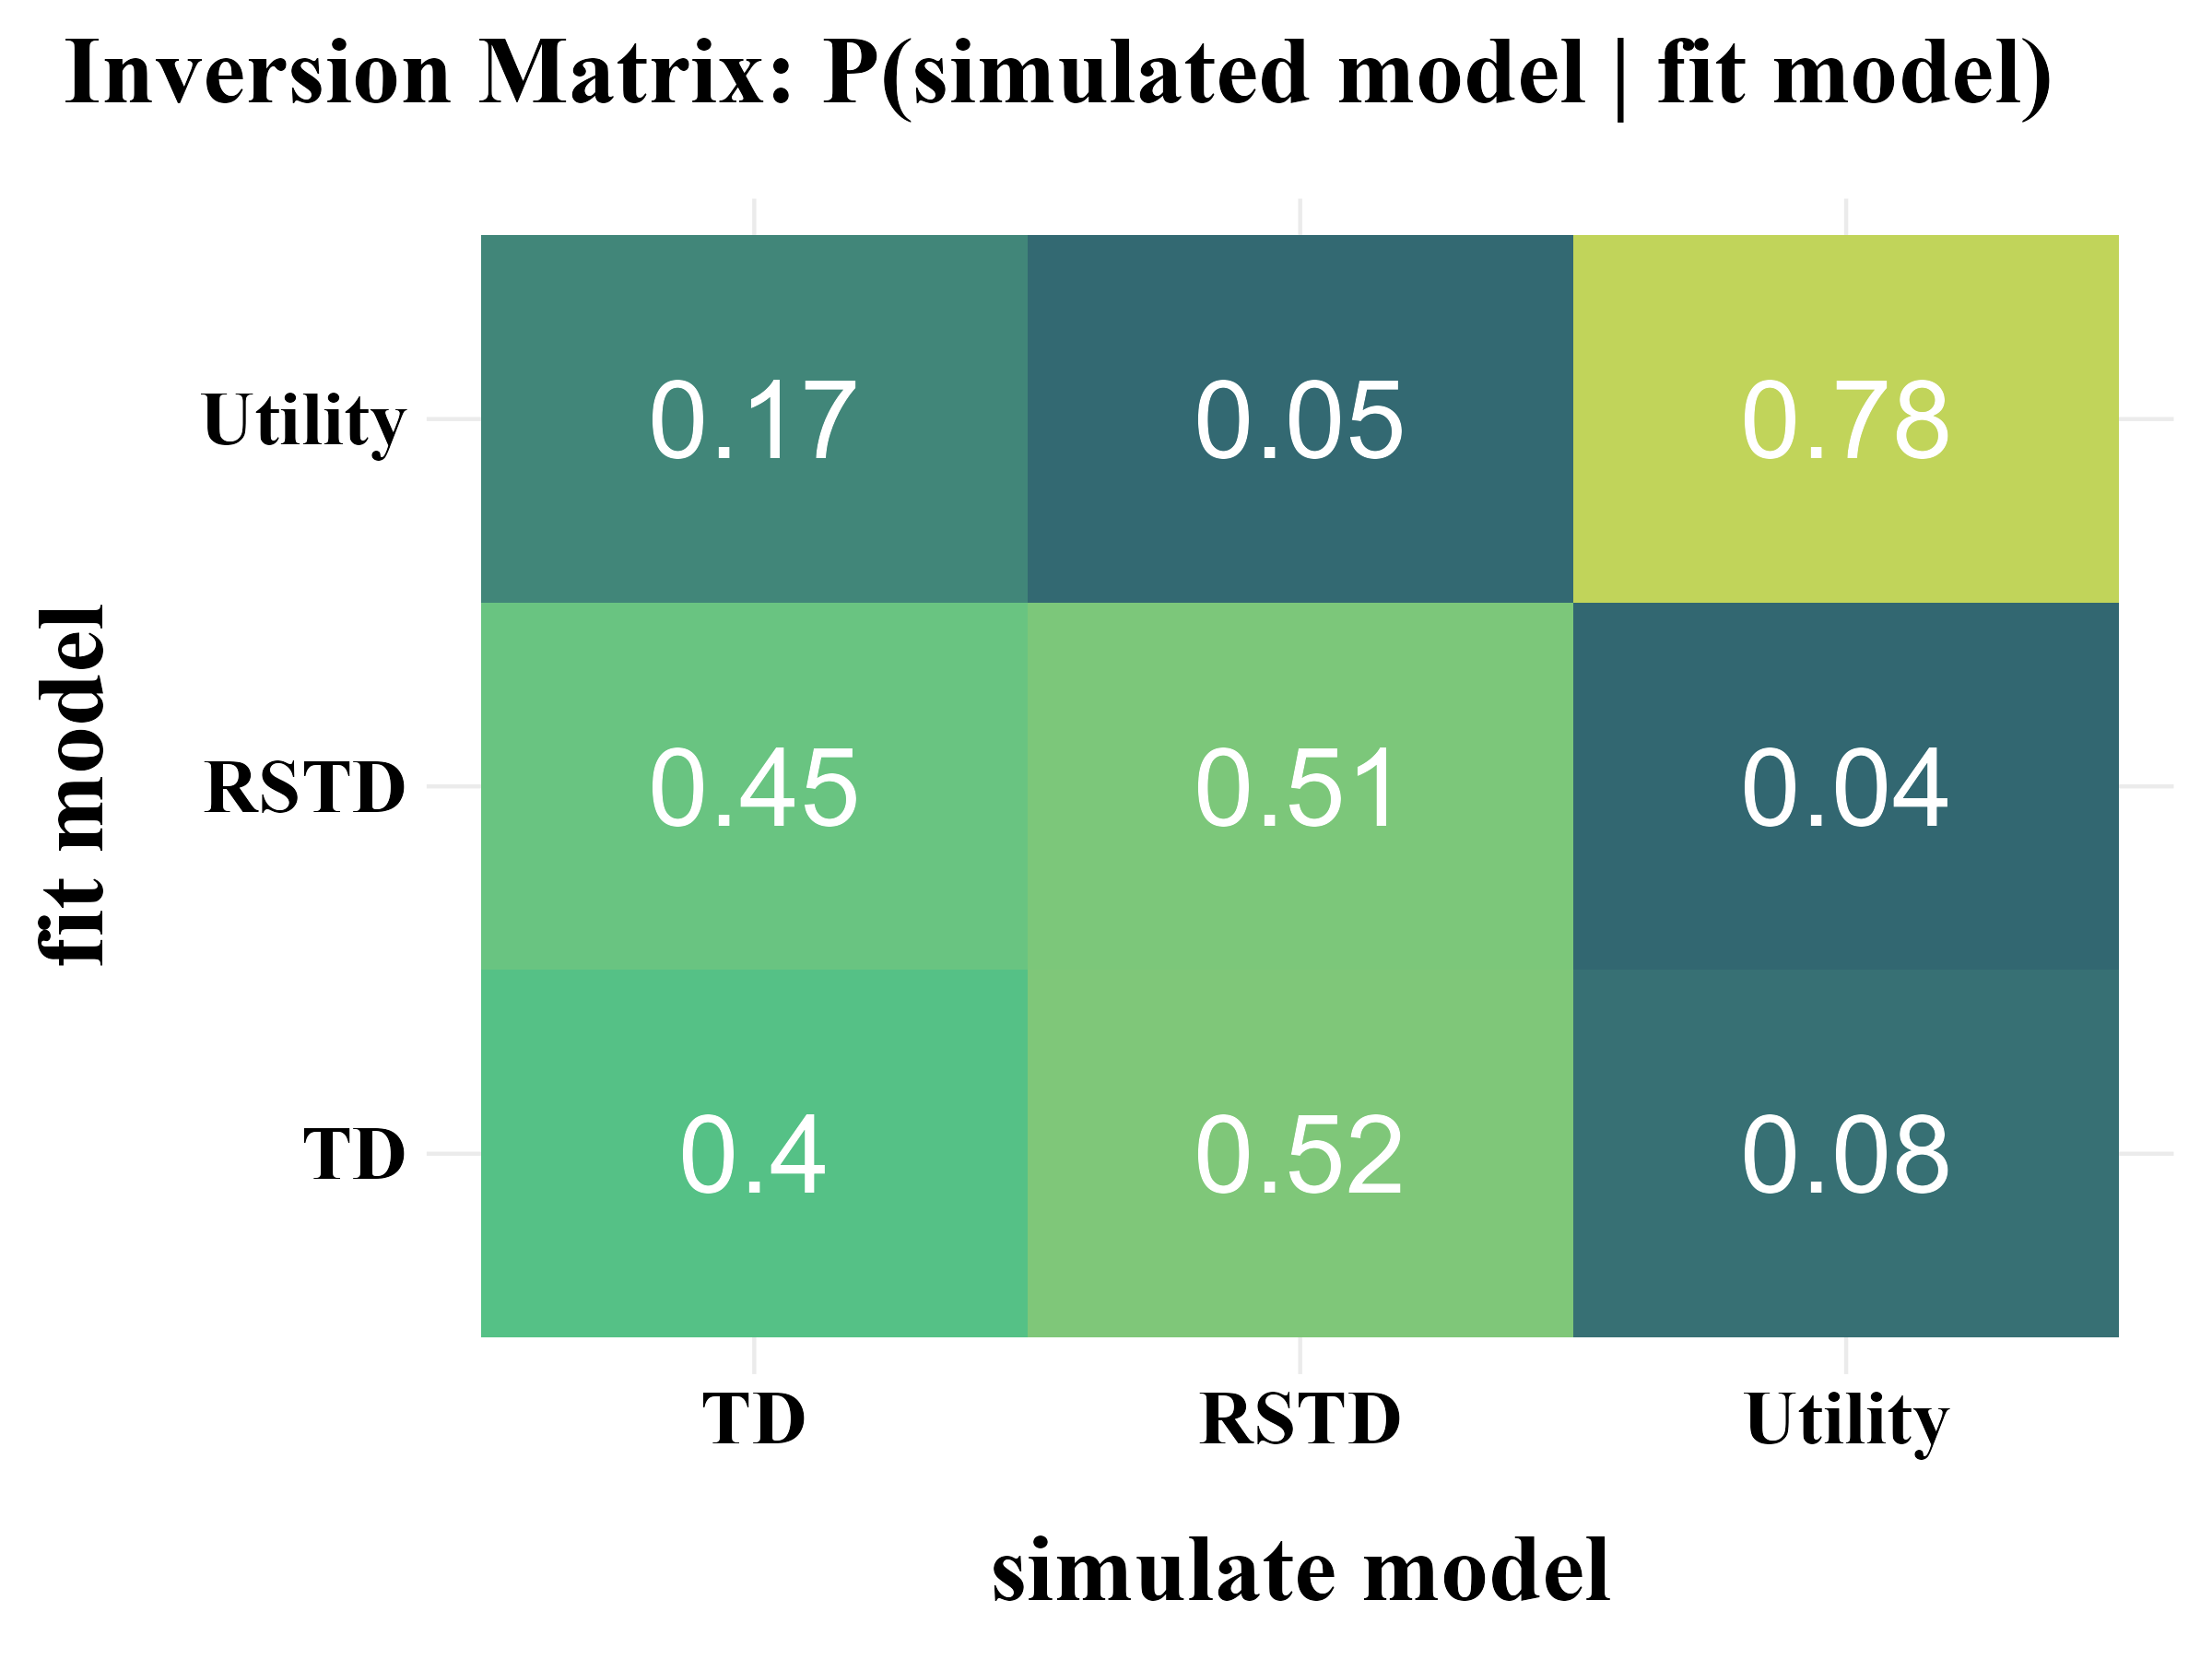 Inversion Matrix: P(simulated model | fit model)
Utility 0.17 0.05 0.78
fit model
RSTD 0.45 0.51 0.04
TD 0.4 0.52 0.08
TD RSTD Utility
simulate model